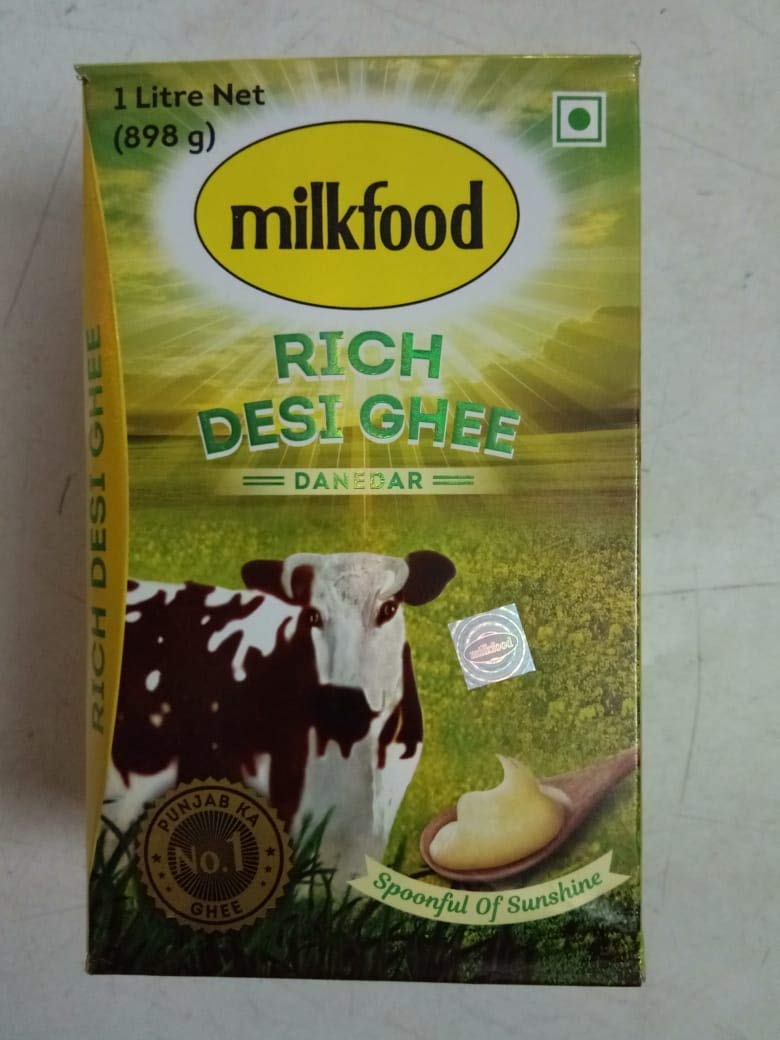 1 Litre Net
(898 g)
milkfood
RICH
DESI GHEE
DANEDAR
RICH DESI GHEE
milkfood
PUNJAB KA
No.1
GHEE
Spoonful Of Sunshine